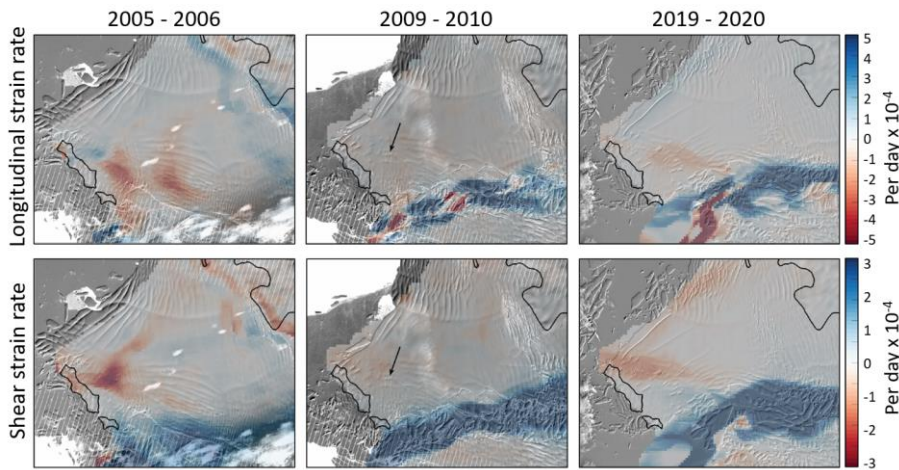 2005 - 2006
2009 - 2010
2019 - 2020
Longitudinal strain rate
5
4
3
2
1
0
-1
-2
-3
-4
-5
Per day x 10-4
Shear strain rate
3
2
1
0
-1
-2
-3
Per day x 10-4